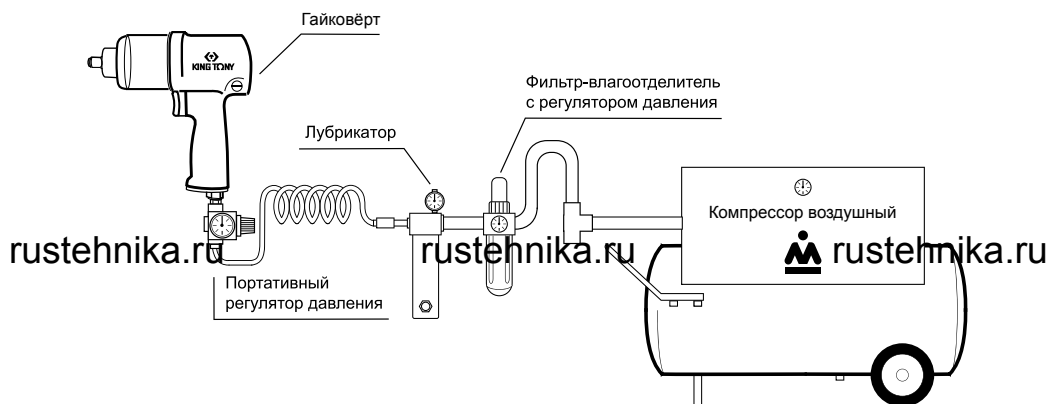 Гайковёрт
KING TONY
Фильтр-влагоотделитель
с регулятором давления
Лубрикатор
Компрессор воздушный
rustehnika.ru rustehnika.ru rustehnika.ru
Портативный
регулятор давления